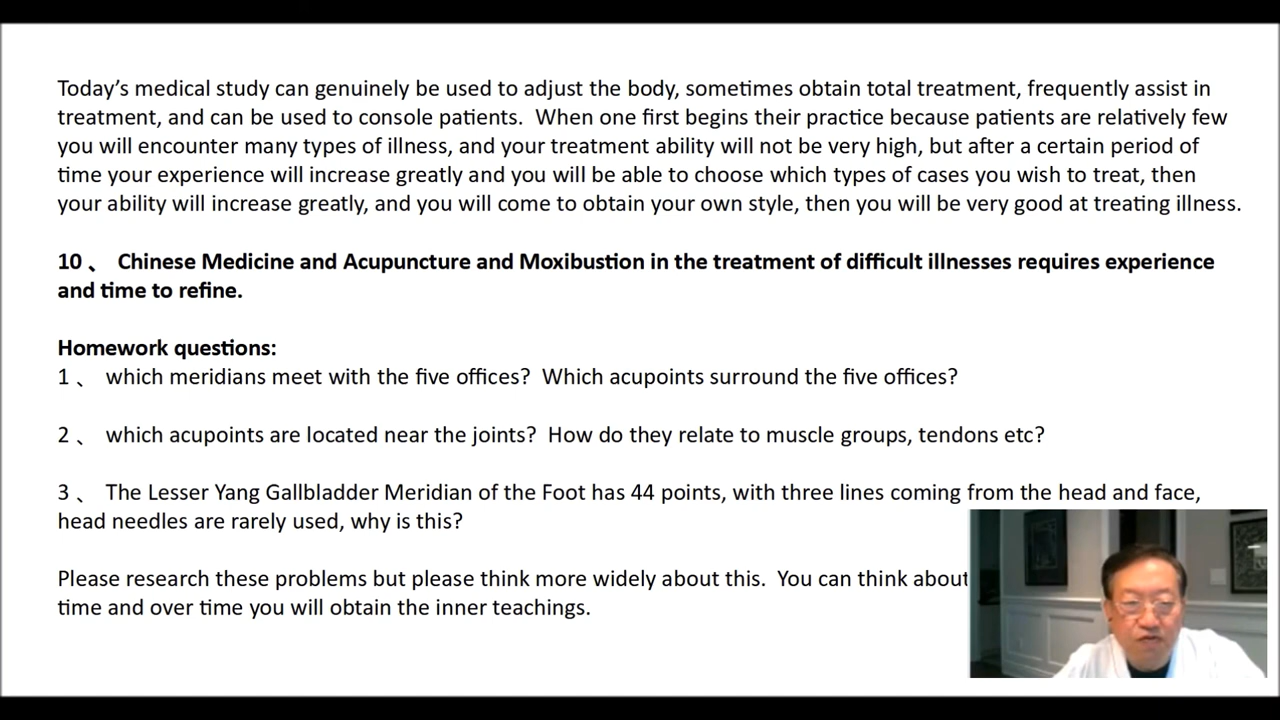 Today’s medical study can genuinely be used to adjust the body, sometimes obtain total treatment, frequently assist in
treatment, and can be used to console patients.  When one first begins their practice because patients are relatively few
you will encounter many types of illness, and your treatment ability will not be very high, but after a certain period of
time your experience will increase greatly and you will be able to choose which types of cases you wish to treat, then
your ability will increase greatly, and you will come to obtain your own style, then you will be very good at treating illness.
10 、 Chinese Medicine and Acupuncture and Moxibustion in the treatment of difficult illnesses requires experience
and time to refine.
Homework questions:
1 、 which meridians meet with the five offices?  Which acupoints surround the five offices?
2 、 which acupoints are located near the joints?  How do they relate to muscle groups, tendons etc?
3 、 The Lesser Yang Gallbladder Meridian of the Foot has 44 points, with three lines coming from the head and face,
head needles are rarely used, why is this?
Please research these problems but please think more widely about this.  You can think about
time and over time you will obtain the inner teachings.